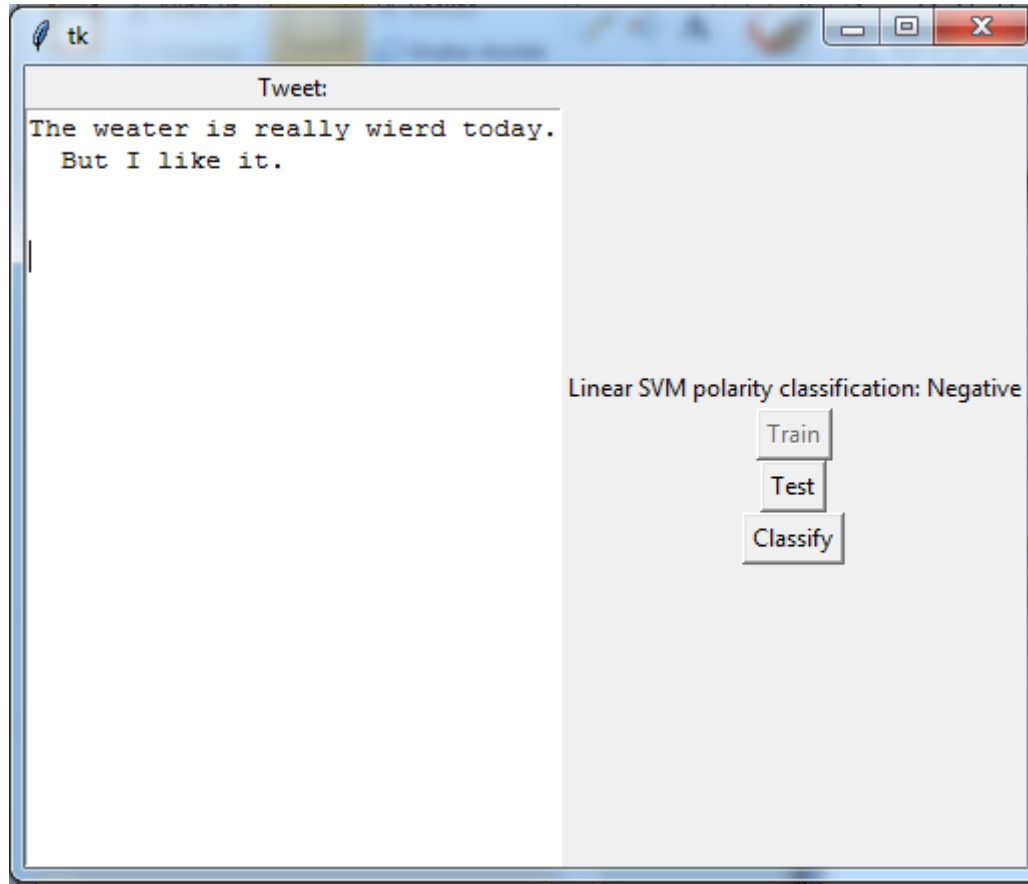 tk
Tweet:
The weater is really wierd today.
But I like it.
Linear SVM polarity classification: Negative
Train
Test
Classify